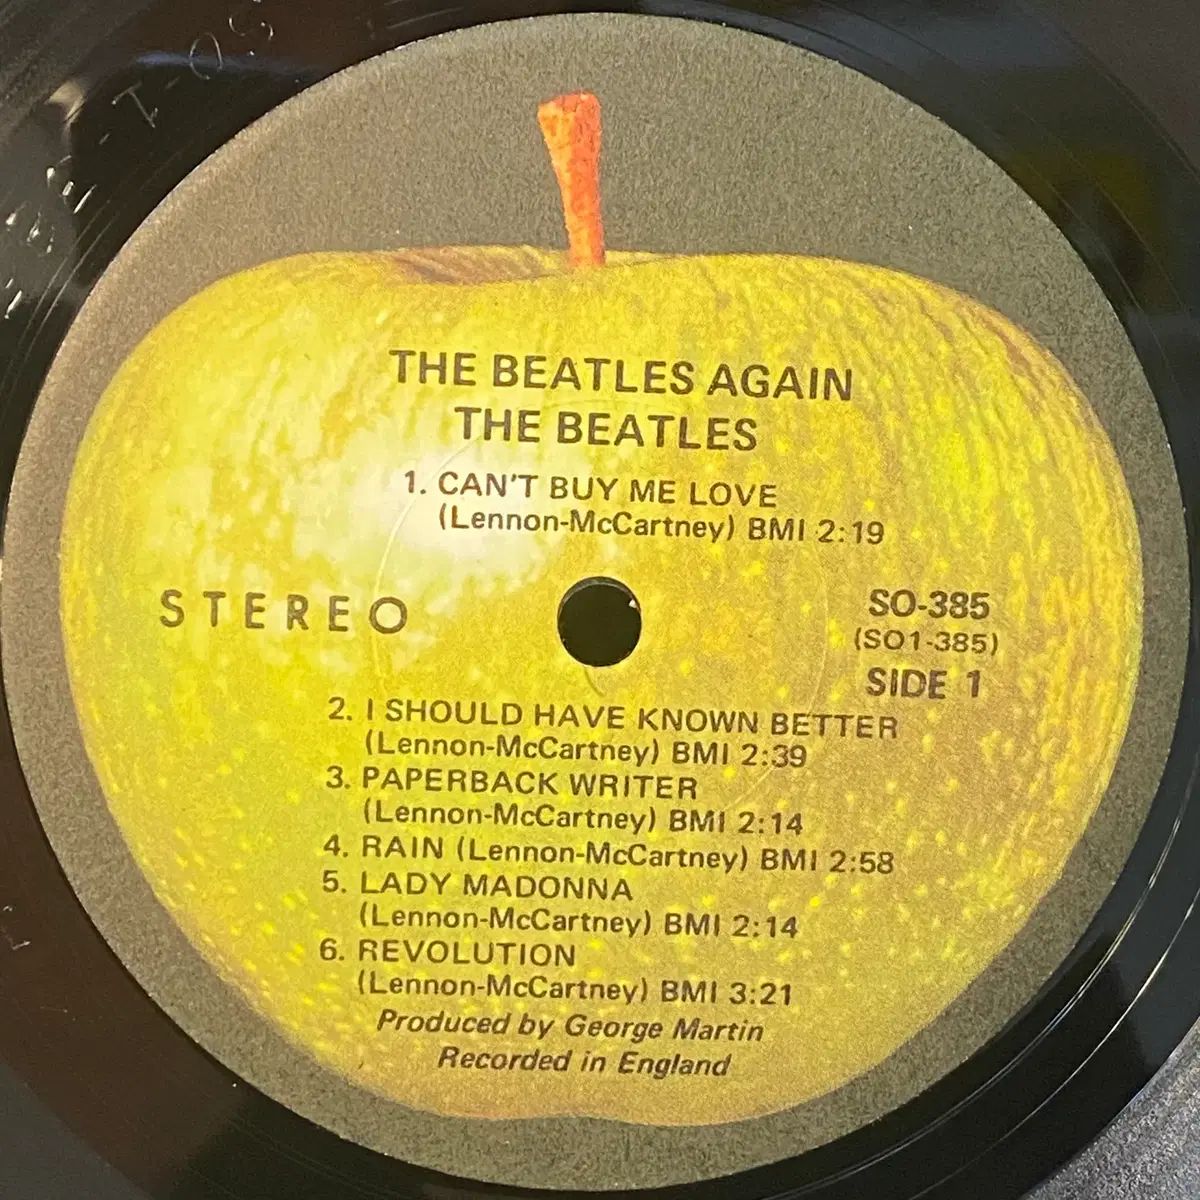 THE BEATLES AGAIN
THE BEATLES
1. CAN'T BUY ME LOVE
(Lennon-McCartney) BMI 2:19
STEREO
SO-385
(SO1-385)
SIDE 1
2. I SHOULD HAVE KNOWN BETTER
(Lennon-McCartney) BMI 2:39
3. PAPERBACK WRITER
(Lennon-McCartney) BMI 2:14
4. RAIN (Lennon-McCartney) BMI 2:58
5. LADY MADONNA
(Lennon-McCartney) BMI 2:14
6. REVOLUTION
(Lennon-McCartney) BMI 3:21
Produced by George Martin
Recorded in England